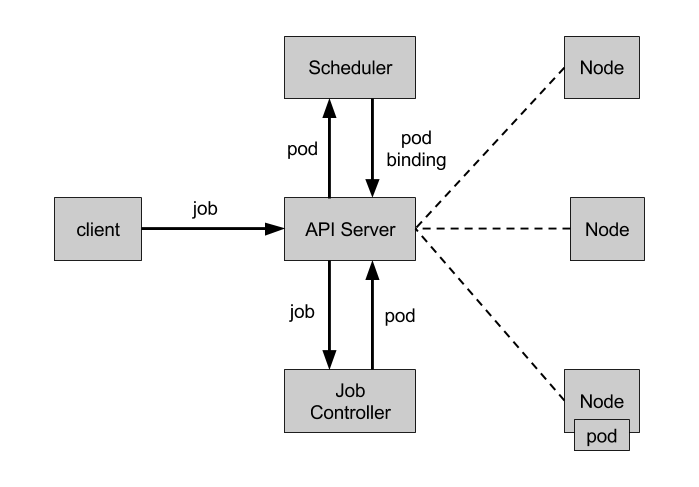 Scheduler
Node
pod
pod
binding
job
client
API Server
Node
job
pod
Job
Controller
Node
pod